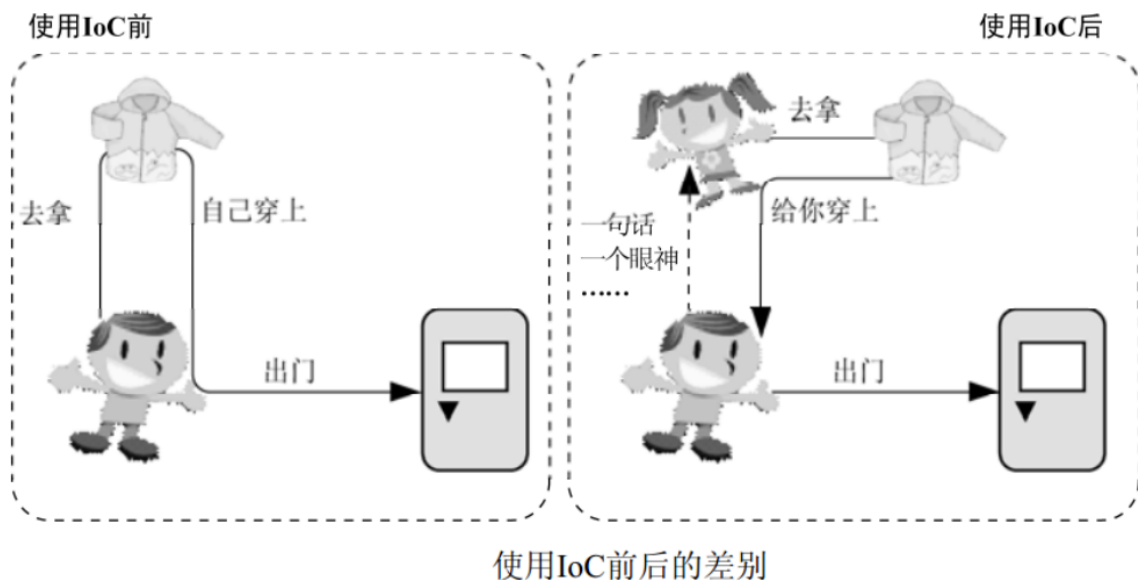 使用IoC前
去拿
自己穿上
出门
使用IoC后
去拿
给你穿上
一句话
一个眼神
……
出门
使用IoC前后的差别